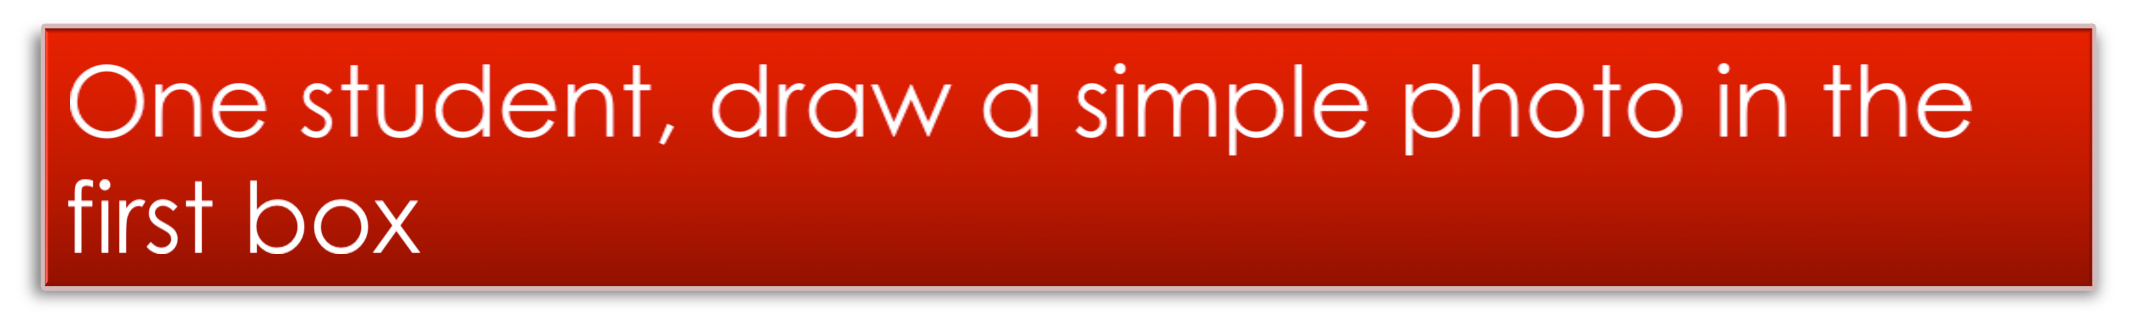 One student, draw a simple photo in the
first box